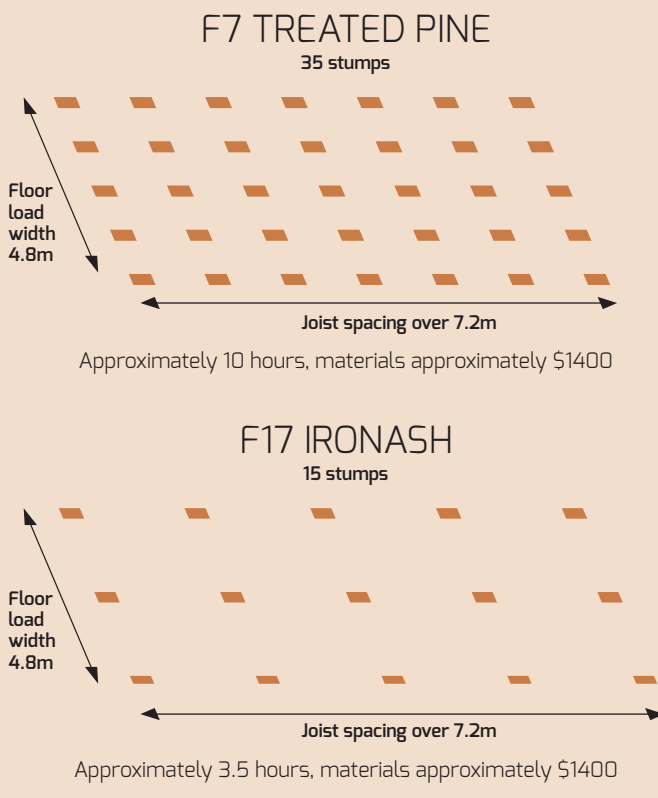 F7 TREATED PINE
35 stumps
Floor
load
width
4.8m
Joist spacing over 7.2m
Approximately 10 hours, materials approximately $1400
F17 IRONASH
15 stumps
Floor
load
width
4.8m
Joist spacing over 7.2m
Approximately 3.5 hours, materials approximately $1400